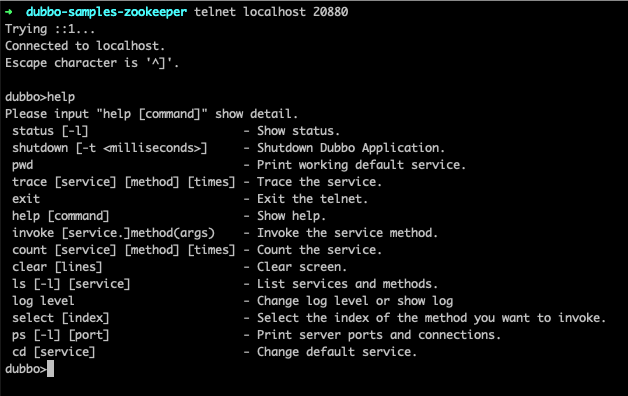 ➜  dubbo-samples-zookeeper telnet localhost 20880
Trying ::1...
Connected to localhost.
Escape character is '^]'.

dubbo>help
Please input "help [command]" show detail.
 status [-l]                      - Show status.
 shutdown [-t <milliseconds>]     - Shutdown Dubbo Application.
 pwd                              - Print working default service.
 trace [service] [method] [times] - Trace the service.
 exit                             - Exit the telnet.
 help [command]                   - Show help.
 invoke [service.]method(args)    - Invoke the service method.
 count [service] [method] [times] - Count the service.
 clear [lines]                    - Clear screen.
 ls [-l] [service]                - List services and methods.
 log level                        - Change log level or show log
 select [index]                   - Select the index of the method you want to invoke.
 ps [-l] [port]                   - Print server ports and connections.
 cd [service]                     - Change default service.
dubbo>